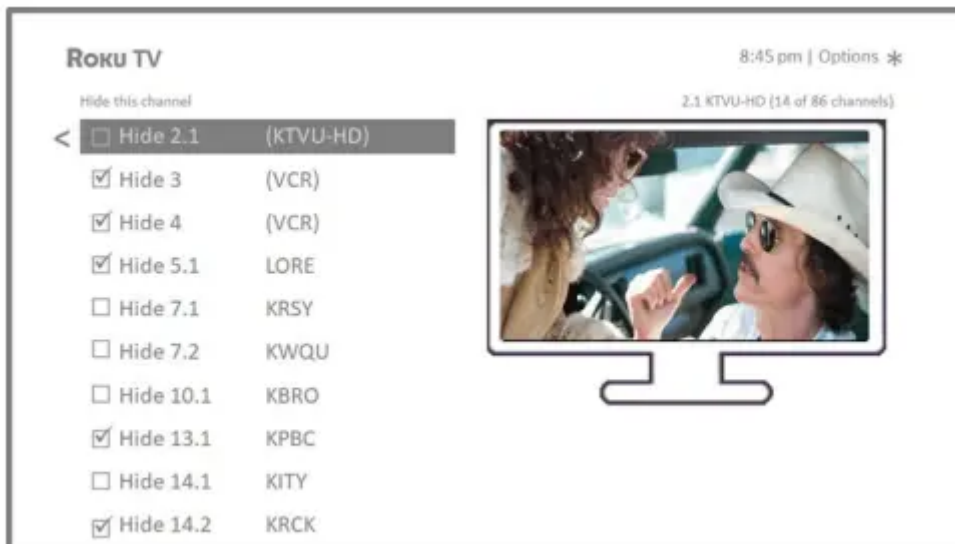 Roku TV
8:45 pm | Options *
Hide this channel
2.1 KTVU-HD (14 of 86 channels)
< Hide 2.1 (KTVU-HD)
Hide 3 (VCR)
Hide 4 (VCR)
Hide 5.1 LORE
Hide 7.1 KRSY
Hide 7.2 KWQU
Hide 10.1 KBRO
Hide 13.1 KPBC
Hide 14.1 KITY
Hide 14.2 KRCK